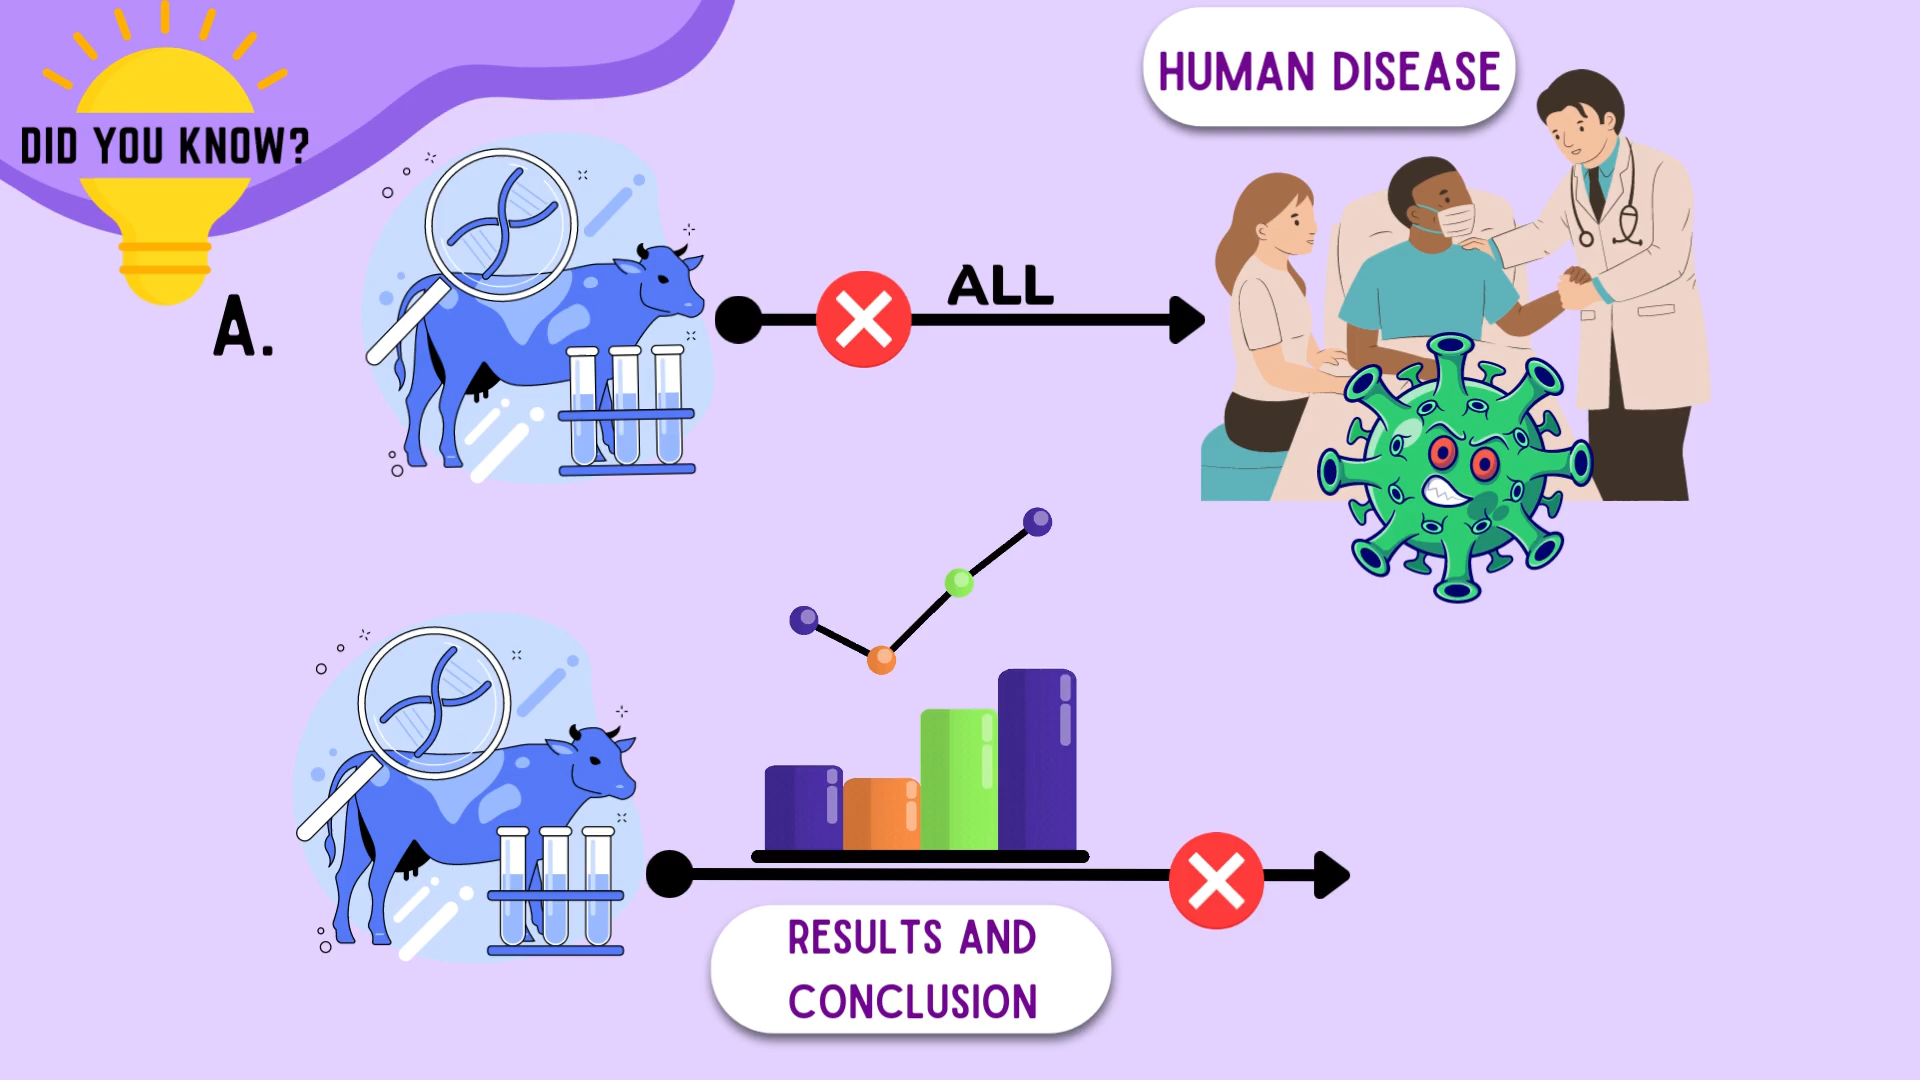 DID YOU KNOW?
HUMAN DISEASE
A.
ALL
RESULTS AND
CONCLUSION